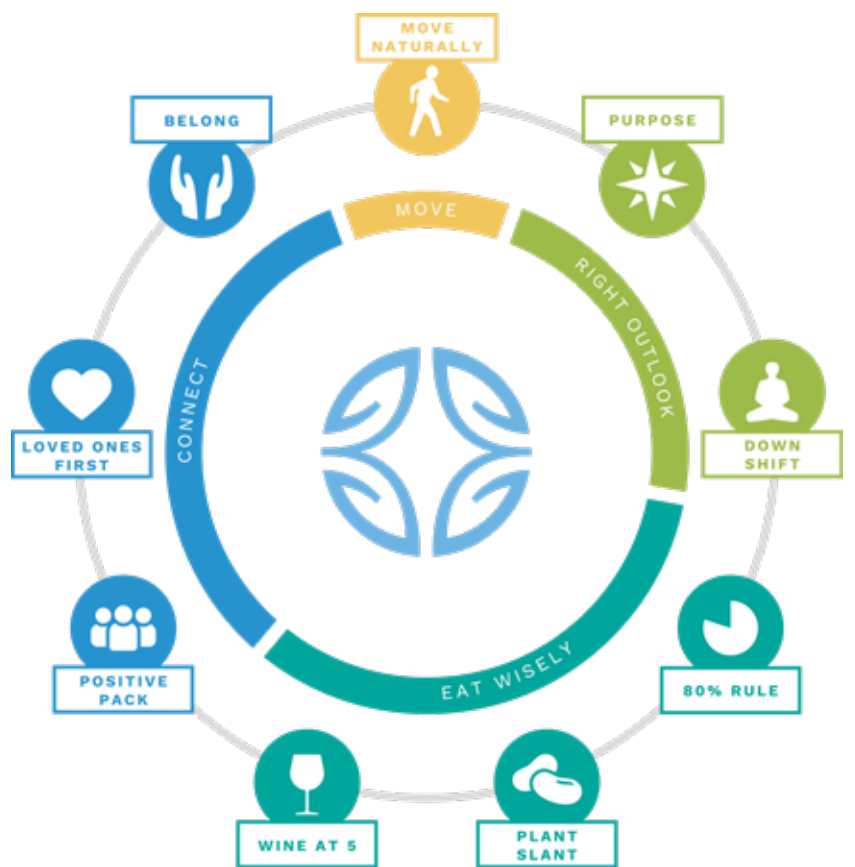 MOVE
NATURALLY
BELONG
PURPOSE
MOVE
RIGHT OUTLOOK
CONNECT
LOVED ONES
FIRST
DOWN
SHIFT
POSITIVE
PACK
80% RULE
EAT WISELY
WINE AT 5
PLANT
SLANT